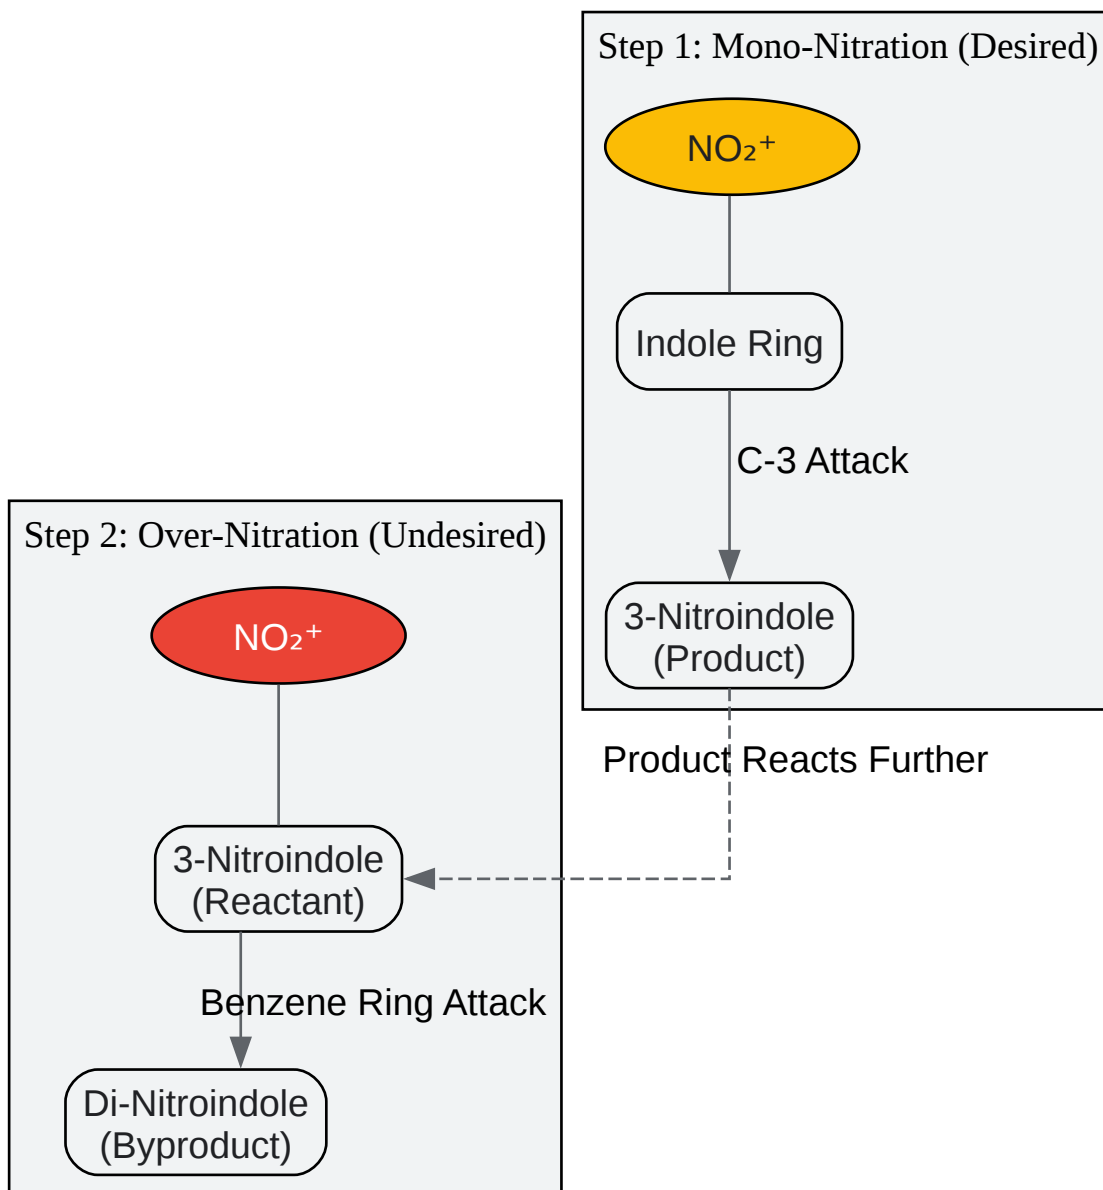 Step 1: Mono-Nitration (Desired)
NO₂⁺
Indole Ring
C-3 Attack
3-Nitroindole
(Product)
Product Reacts Further
Step 2: Over-Nitration (Undesired)
NO₂⁺
3-Nitroindole
(Reactant)
Benzene Ring Attack
Di-Nitroindole
(Byproduct)